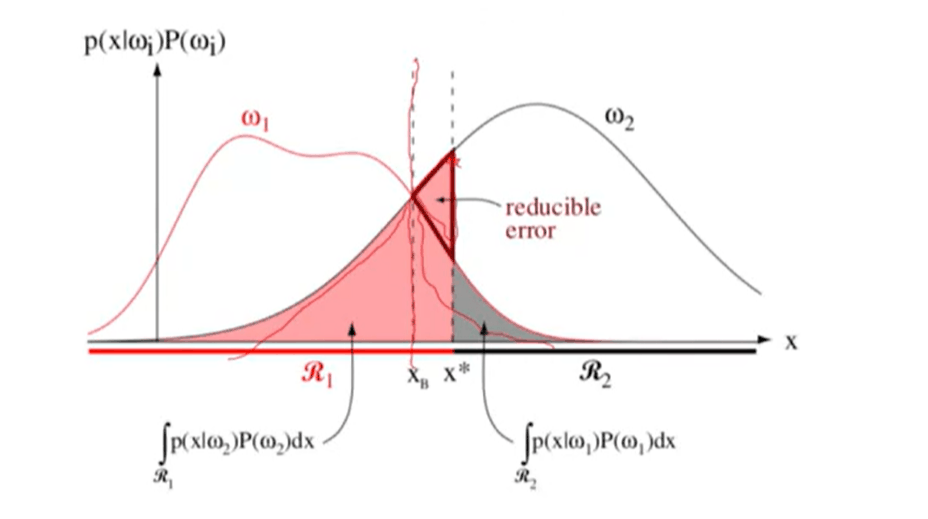 p(x|ωi)P(ωi)
ω1
ω2
reducible
error
x
R1
xB
x*
R2
∫p(x|ω2)P(ω2)dx
R1
∫p(x|ω1)P(ω1)dx
R2